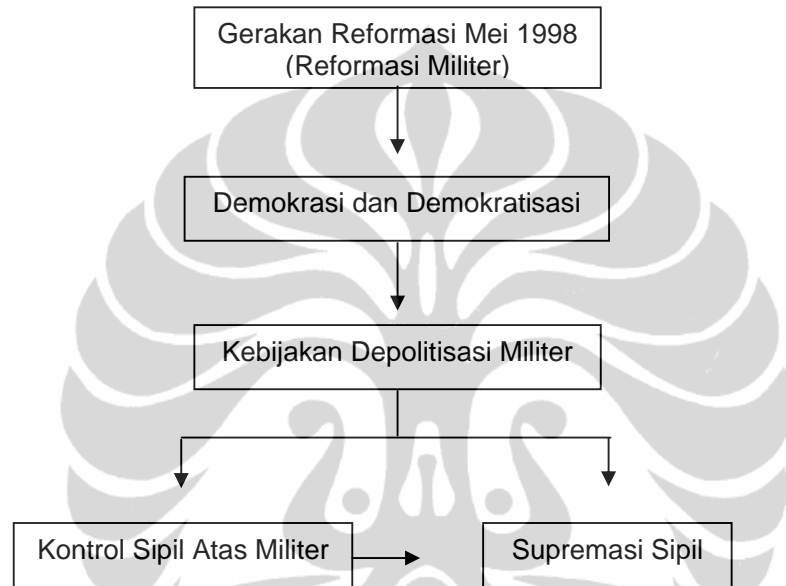 Gerakan Reformasi Mei 1998
(Reformasi Militer)
Demokrasi dan Demokratisasi
Kebijakan Depolitisasi Militer
Kontrol Sipil Atas Militer
Supremasi Sipil